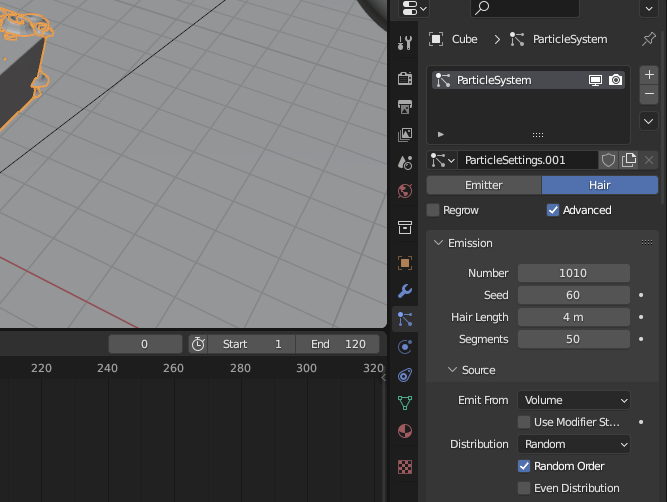 Cube > ParticleSystem
ParticleSystem
ParticleSettings.001
Emitter Hair
Regrow Advanced
Emission
Number 1010
Seed 60
Hair Length 4 m
Segments 50
Source
Emit From Volume
Use Modifier St...
Distribution Random
Random Order
Even Distribution
0 Start 1 End 120
220 240 260 280 300 320